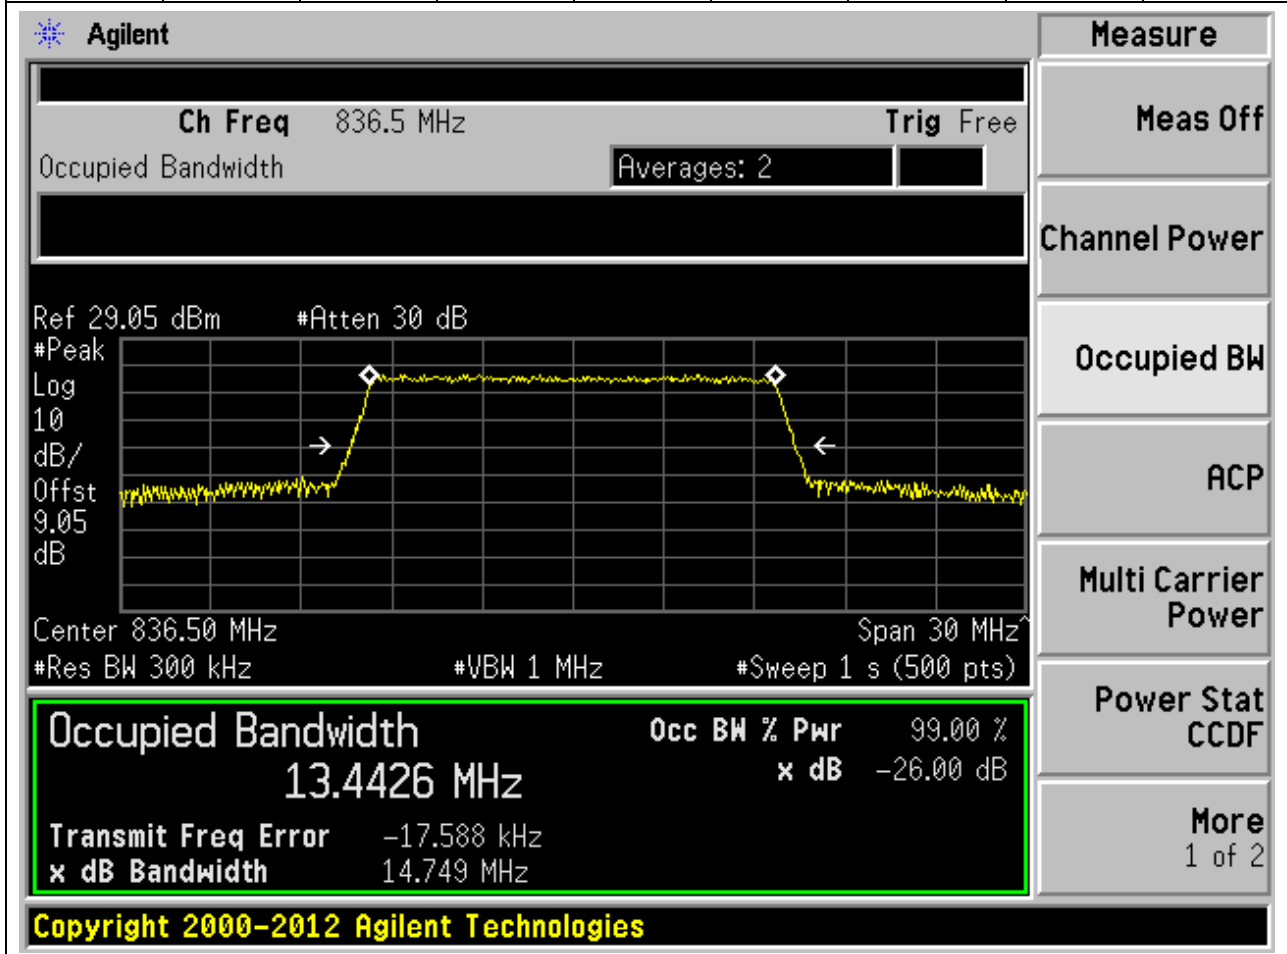 Agilent
Measure
Ch Freq 836.5 MHz Trig Free
Meas Off
Occupied Bandwidth Averages: 2
Channel Power
Ref 29.05 dBm #Atten 30 dB
#Peak
Log
10
dB/
Offst
9.05
dB
Occupied BW
ACP
Center 836.50 MHz Span 30 MHz^
#Res BW 300 kHz #VBW 1 MHz #Sweep 1 s (500 pts)
Multi Carrier
Power
Occupied Bandwidth Occ BW % Pwr 99.00 %
13.4426 MHz x dB -26.00 dB
Transmit Freq Error -17.588 kHz
x dB Bandwidth 14.749 MHz
Power Stat
CCDF
More
1 of 2
Copyright 2000-2012 Agilent Technologies